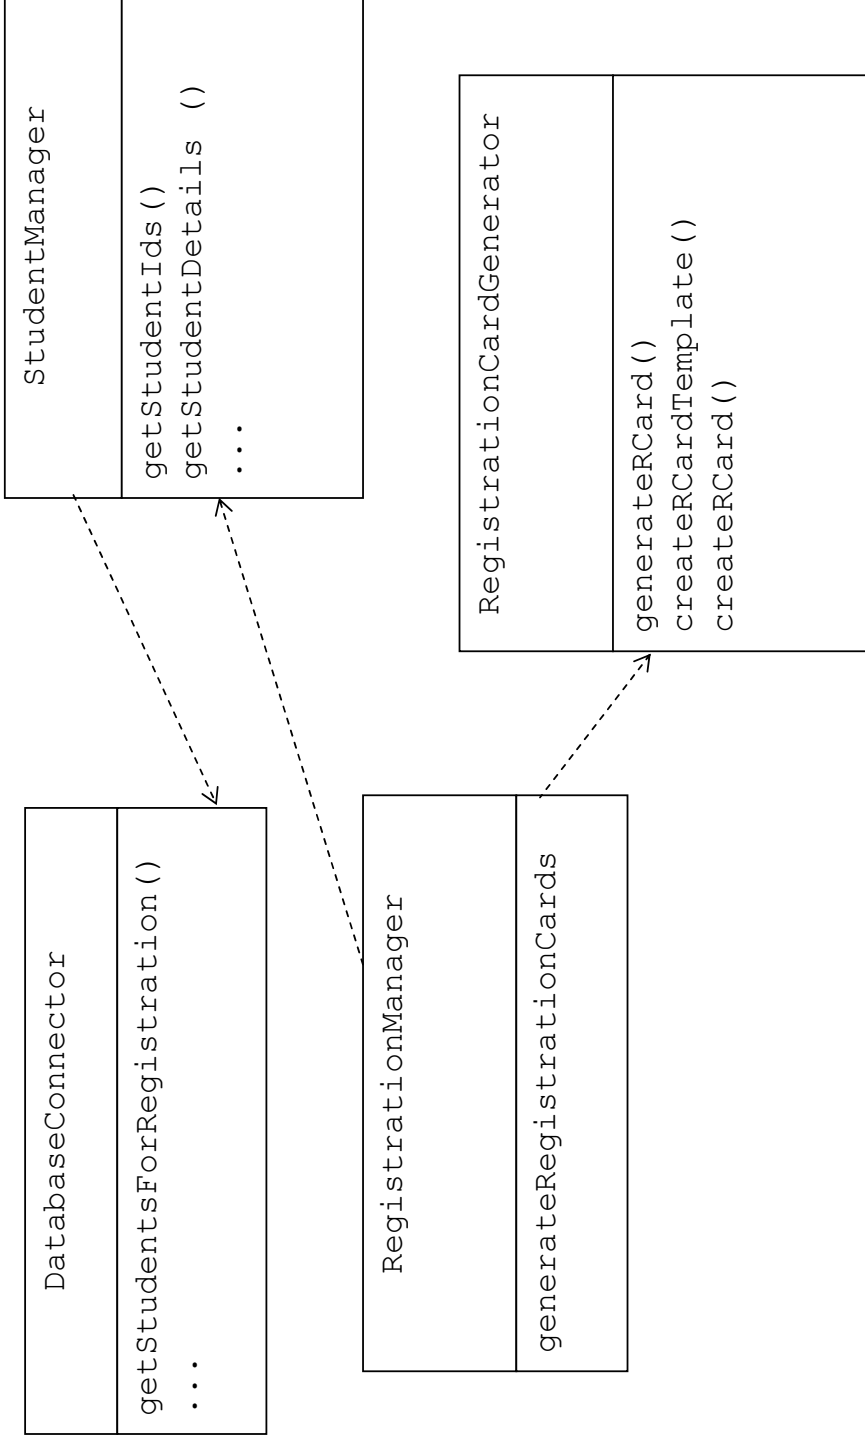 DatabaseConnector
getStudentsForRegistration()
...
StudentManager
getStudentIds()
getStudentDetails ()
...
RegistrationManager
generateRegistrationCards
RegistrationCardGenerator
generateRCard()
createRCardTemplate()
createRCard()